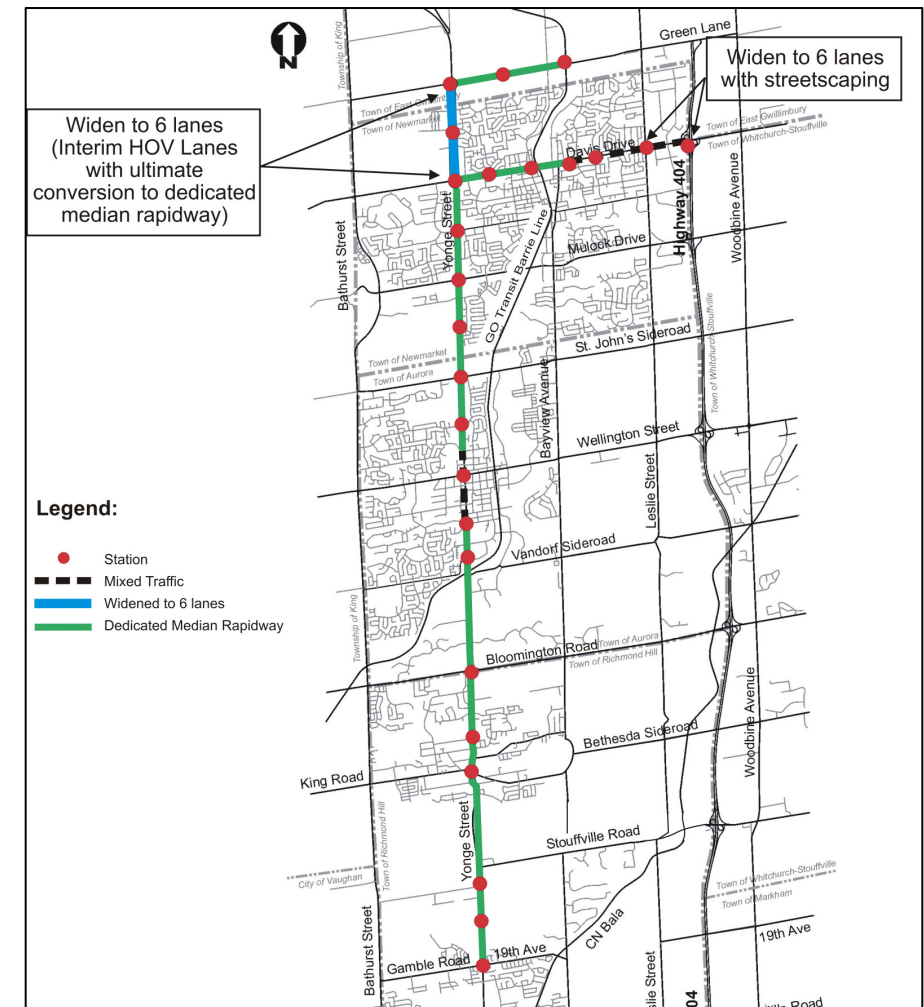 N
Green Lane
Township of King
Widen to 6 lanes
with streetscaping
Town of East Gwillimbury
Town of Newmarket
Widen to 6 lanes
(Interim HOV Lanes
with ultimate
conversion to dedicated
median rapidway)
Davis Drive
Town of East Gwillimbury
Town of Whitchurch-Stouffville
Bathurst Street
Yonge Street
GO Transit Barrie Line
Mulock Drive
Highway 404
Woodbine Avenue
Town of Newmarket
Town of Aurora
St. John's Sideroad
Town of Whitchurch-Stouffville
Bayview Avenue
Wellington Street
Leslie Street
Legend:
Station
Mixed Traffic
Widened to 6 lanes
Dedicated Median Rapidway
Vandorf Sideroad
Township of King
Bloomington Road
Town of Aurora
Town of Richmond Hill
Bethesda Sideroad
Woodbine Avenue
King Road
Town of Richmond Hill
Yonge Street
Stouffville Road
City of Vaughan
Town of Whitchurch-Stouffville
Town of Markham
Bathurst Street
CN Bala
Gamble Road
19th Ave
19th Ave
slie Street
04
Road